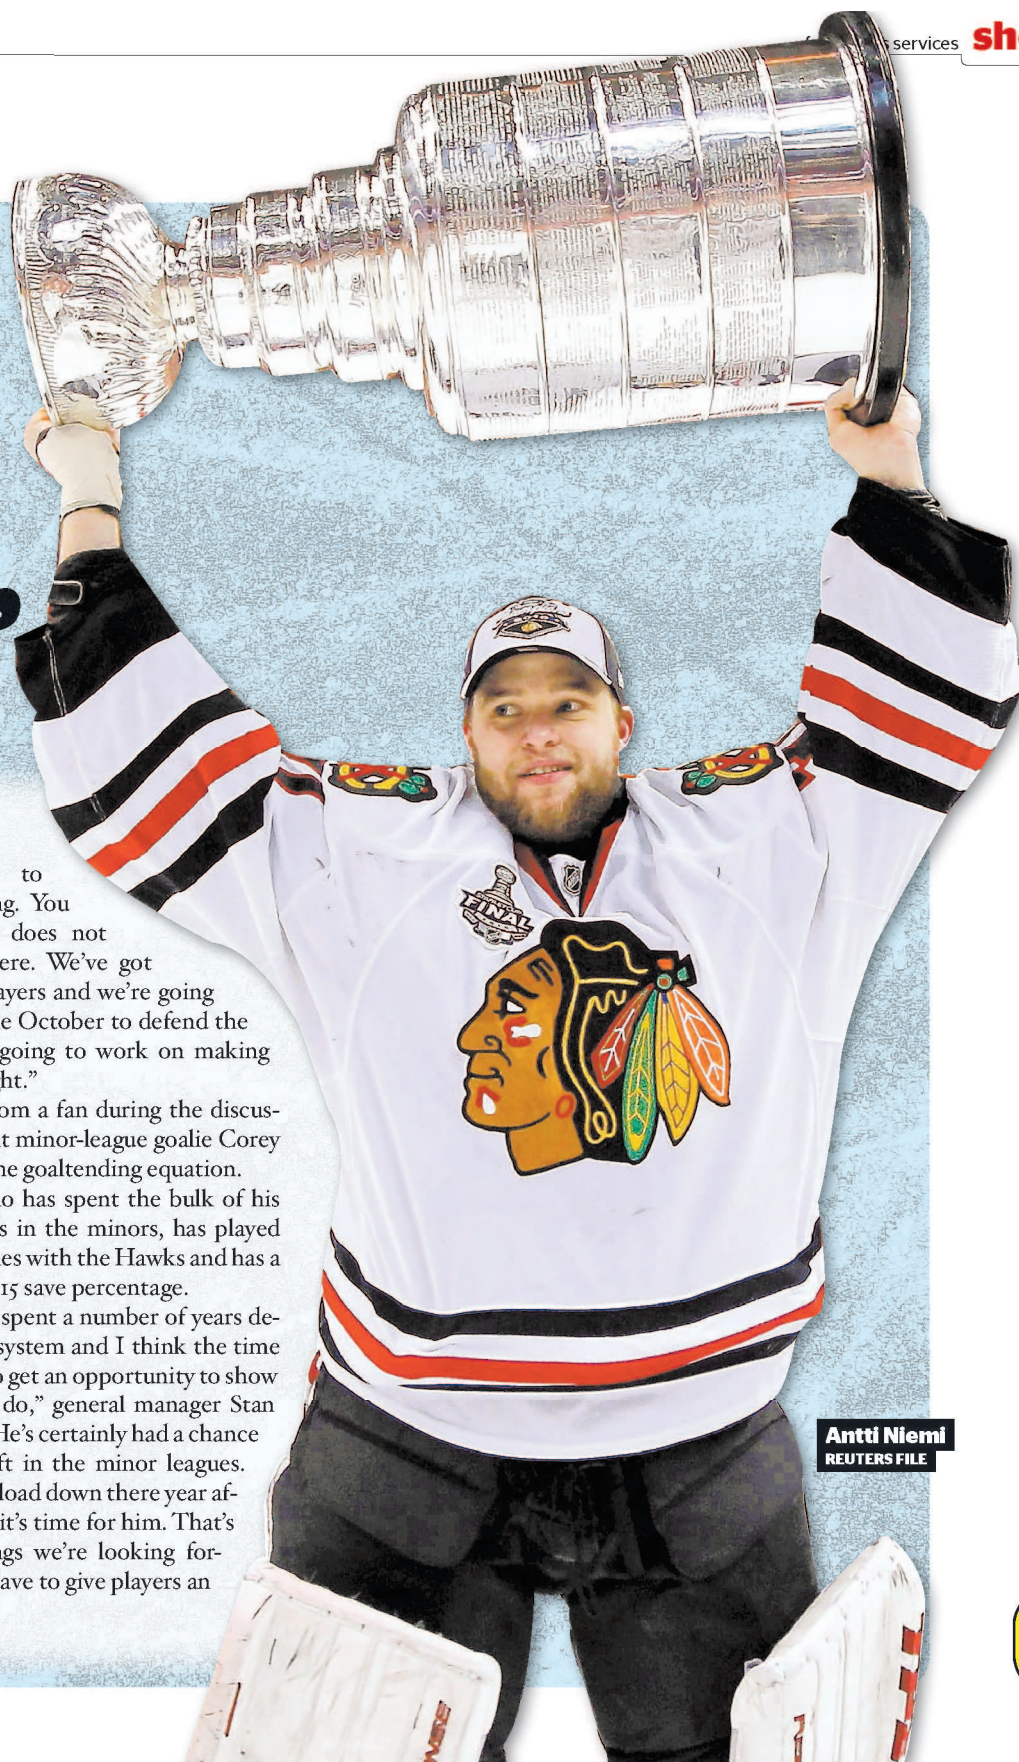 services
sh
to
g. You
does not
ere. We've got
ayers and we're going
e October to defend the
going to work on making
ht.”
om a fan during the discus-
t minor-league goalie Corey
he goaltending equation.
o has spent the bulk of his
s in the minors, has played
es with the Hawks and has a
15 save percentage.
spent a number of years de-
system and I think the time
o get an opportunity to show
do,” general manager Stan
He's certainly had a chance
ft in the minor leagues.
load down there year af-
it's time for him. That's
gs we're looking for-
ave to give players an
FINAL
Antti Niemi
REUTERS FILE